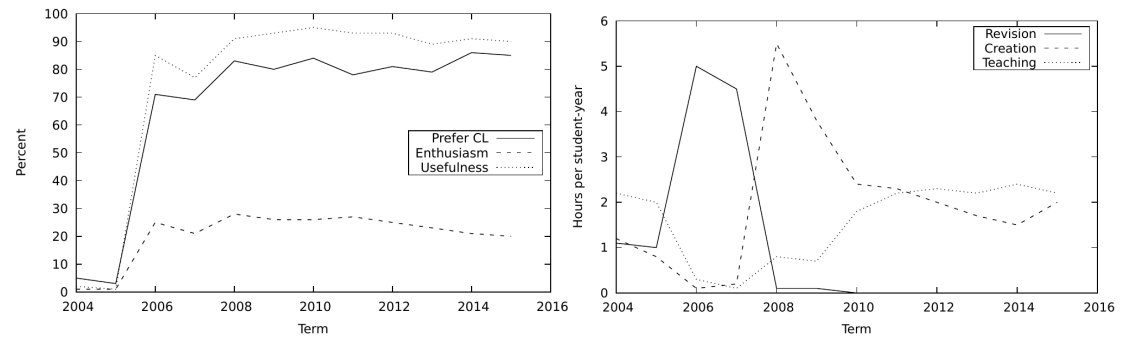 100
90
80
70
60
50
40
30
20
10
0
Percent
Prefer CL
Enthusiasm
Usefulness
2004 2006 2008 2010 2012 2014 2016
Term
6
5
4
3
2
1
0
Hours per student-year
Revision
Creation
Teaching
2004 2006 2008 2010 2012 2014 2016
Term